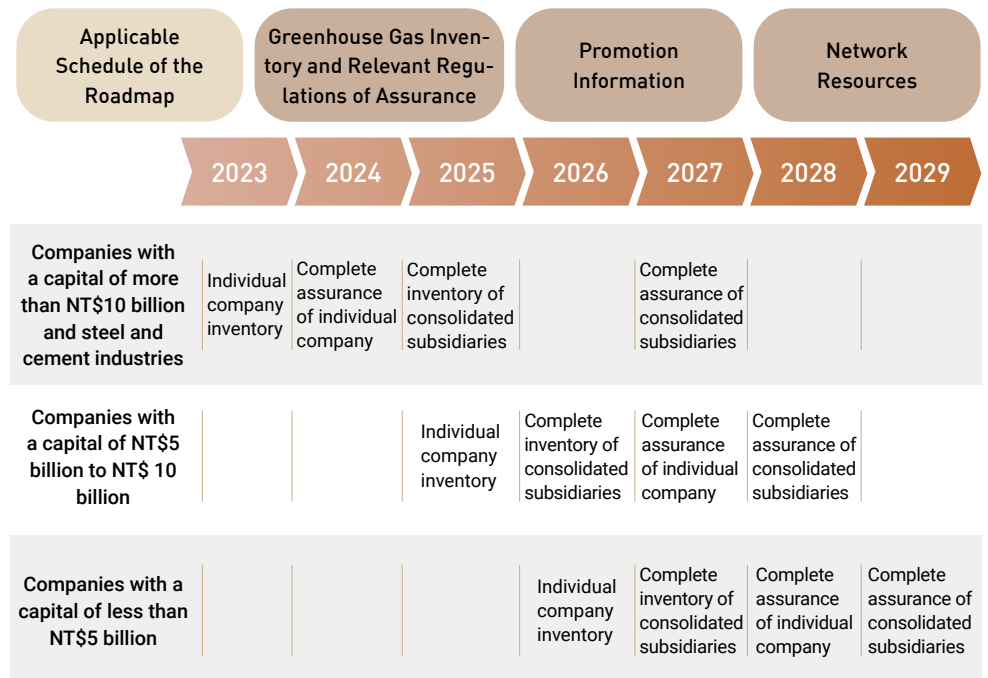 Applicable
Schedule of the
Roadmap
Greenhouse Gas Inven-
tory and Relevant Regu-
lations of Assurance
Promotion
Information
Network
Resources
2023
2024
2025
2026
2027
2028
2029
Companies with
a capital of more
than NT$10 billion
and steel and
cement industries
Individual
company
inventory
Complete
assurance
of individual
company
Complete
inventory of
consolidated
subsidiaries
Complete
assurance of
consolidated
subsidiaries
Companies with
a capital of NT$5
billion to NT$ 10
billion
Individual
company
inventory
Complete
inventory of
consolidated
subsidiaries
Complete
assurance
of individual
company
Complete
assurance of
consolidated
subsidiaries
Companies with a
capital of less than
NT$5 billion
Individual
company
inventory
Complete
inventory of
consolidated
subsidiaries
Complete
assurance
of individual
company
Complete
assurance of
consolidated
subsidiaries